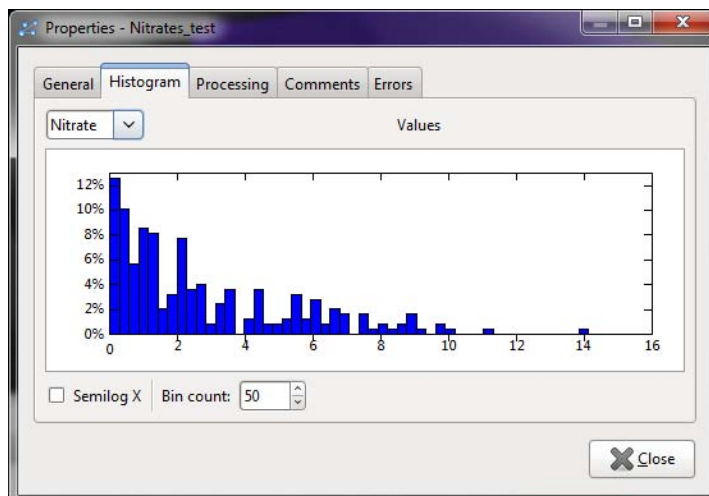 Properties - Nitrates_test
General Histogram Processing Comments Errors
Nitrate Values
12%
10%
8%
6%
4%
2%
0%
0 2 4 6 8 10 12 14 16
Semilog X Bin count: 50
Close